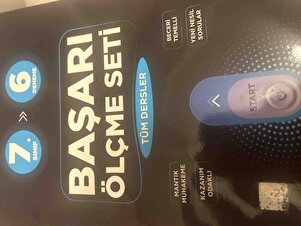 7.
SINIF
6
DENEME
BAŞARI
ÖLÇME SETİ
TÜM DERSLER
BECERİ
TEMELLİ
YENİ NESİL
SORULAR
START
MANTIK
MUHAKEME
KAZANIM
ODAKLI